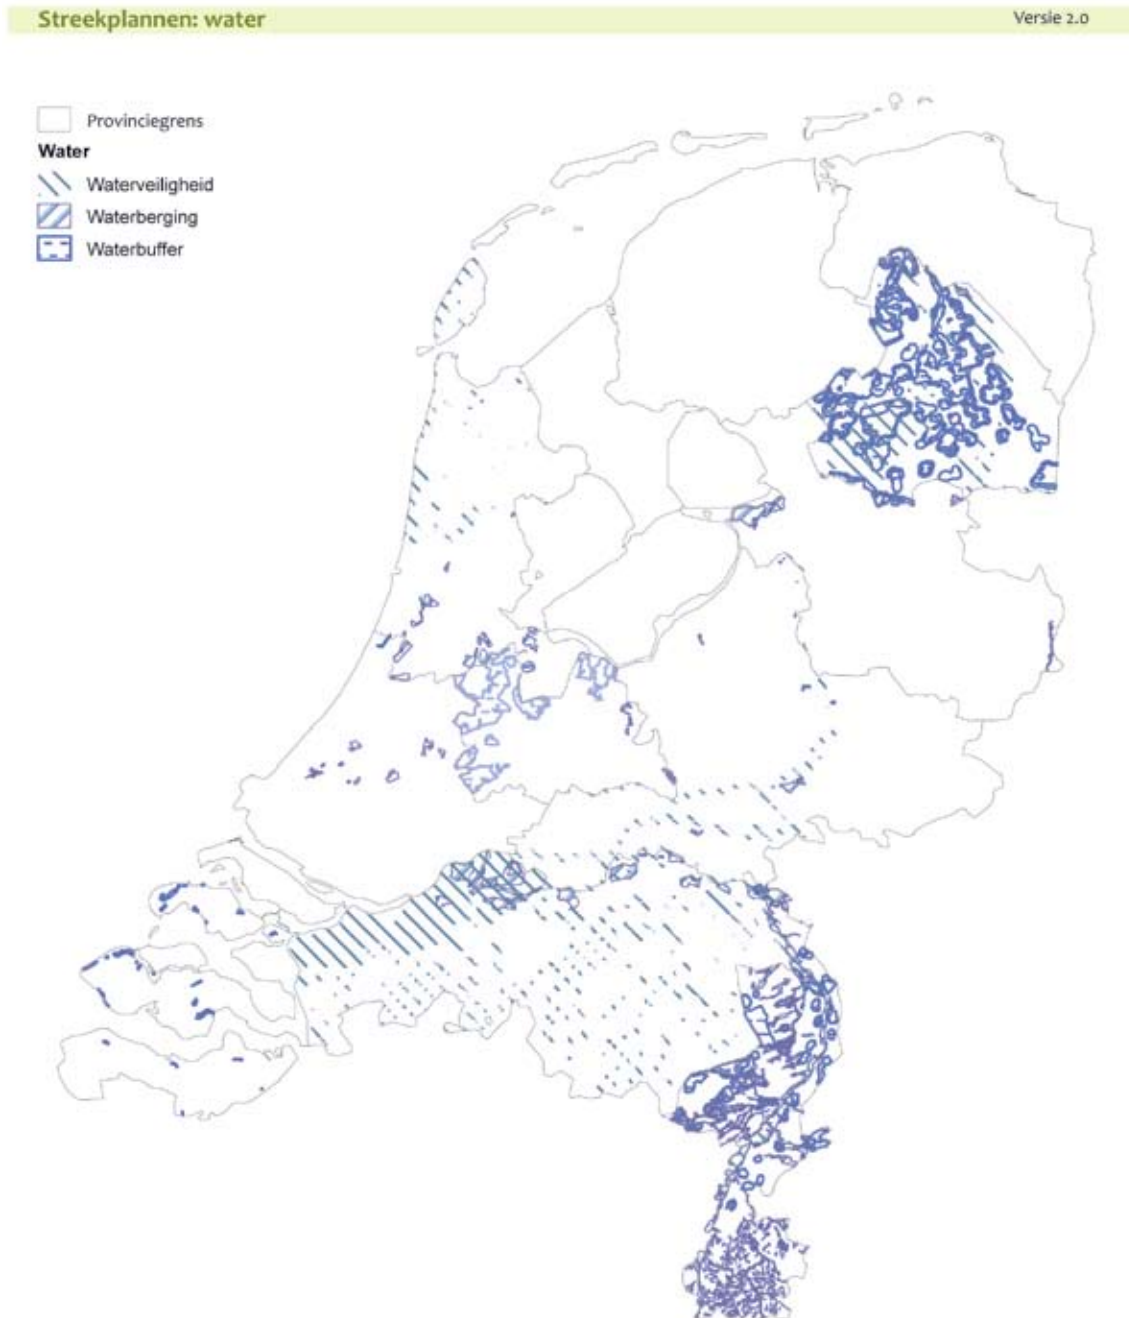 Streekplannen: water
Versie 2.0
Provinciegrens
Water
Waterveiligheid
Waterberging
Waterbuffer